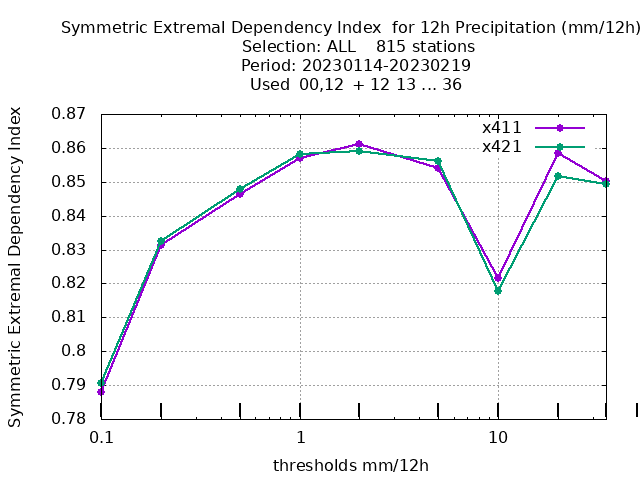 Symmetric Extremal Dependency Index  for 12h Precipitation (mm/12h)
Selection: ALL    815 stations
Period: 20230114-20230219
Used  00,12  + 12 13 ... 36
Symmetric Extremal Dependency Index
0.87
0.86
0.85
0.84
0.83
0.82
0.81
0.8
0.79
0.78
x411
x421
0.1 1 10
thresholds mm/12h